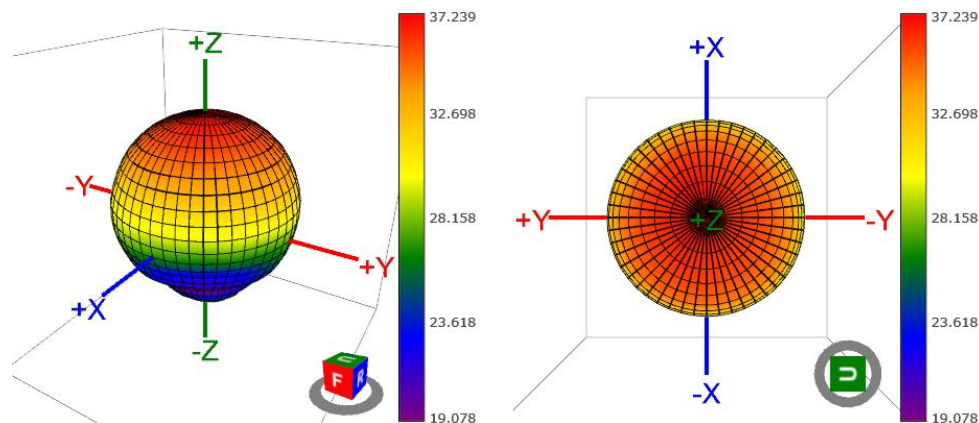 +Z
-Y
+Y
+X
-Z
37.239
32.698
28.158
23.618
19.078
U
F
R
+X
+Y
+Z
-Y
-X
37.239
32.698
28.158
23.618
19.078
U